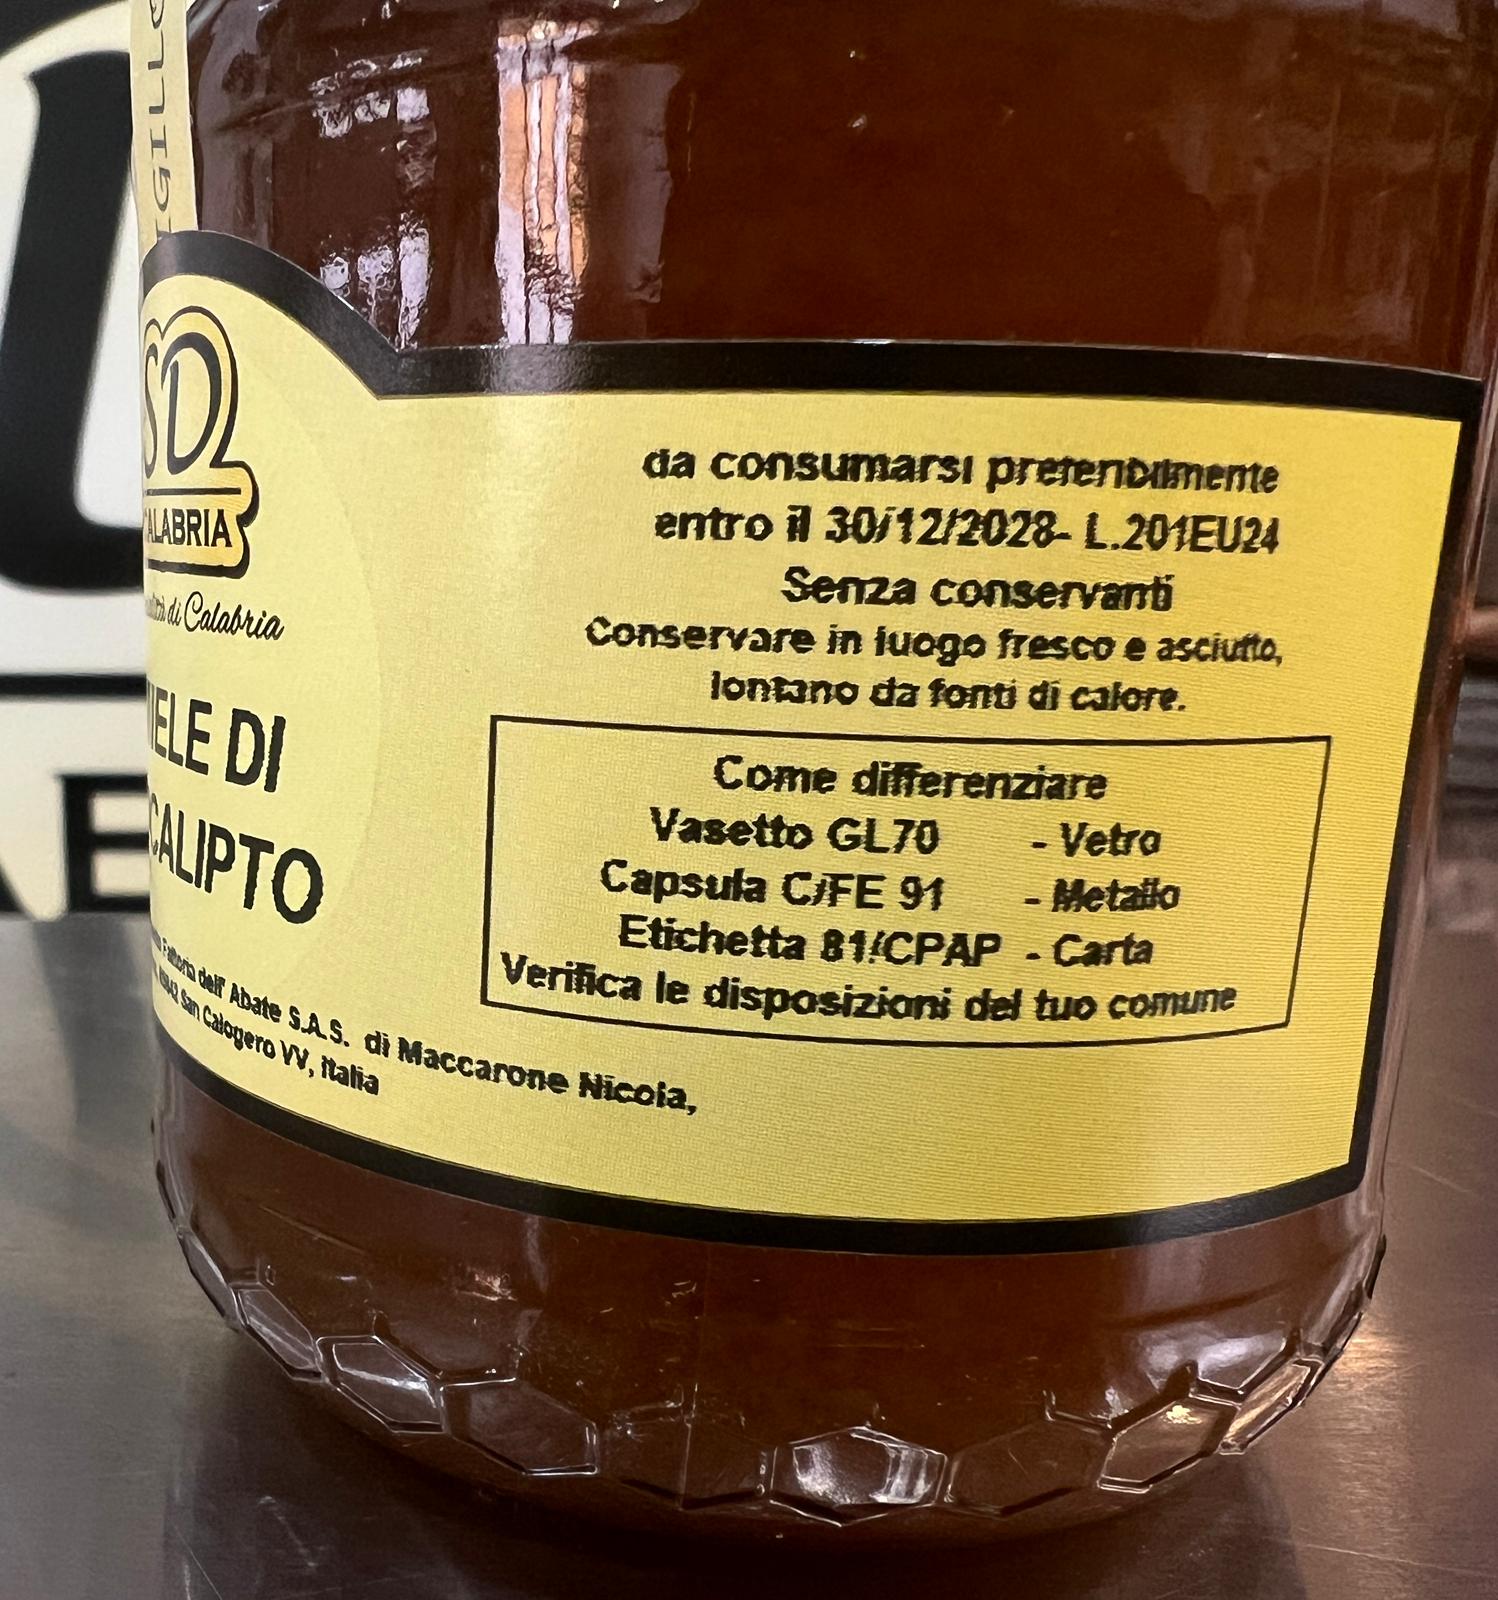 IGILLO
SD
CALABRIA
di Calabria
IELE DI
CALIPTO
Fattoria dell' Abate S.A.S. di Maccarone Nicola,
San Calogero VV, Italia
da consumarsi preferibilmente
entro il 30/12/2028- L.201EU24
Senza conservanti
Conservare in luogo fresco e asciutto,
lontano da fonti di calore.
Come differenziare
Vasetto GL70 - Vetro
Capsula C/FE 91 - Metallo
Etichetta 81/CPAP - Carta
Verifica le disposizioni del tuo comune